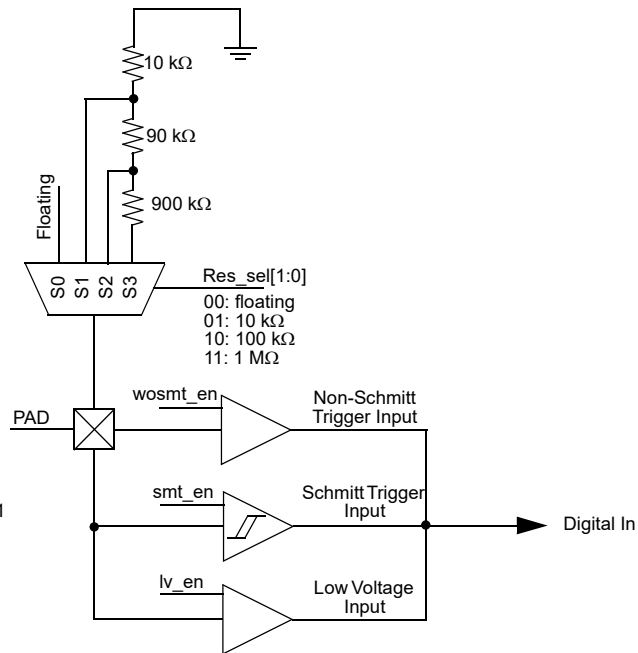 10 kΩ
90 kΩ
900 kΩ
Floating
S0
S1
S2
S3
Res_sel[1:0]
00: floating
01: 10 kΩ
10: 100 kΩ
11: 1 MΩ
wosmt_en
Non-Schmitt
Trigger Input
PAD
smt_en
Schmitt Trigger
Input
Digital In
lv_en
Low Voltage
Input